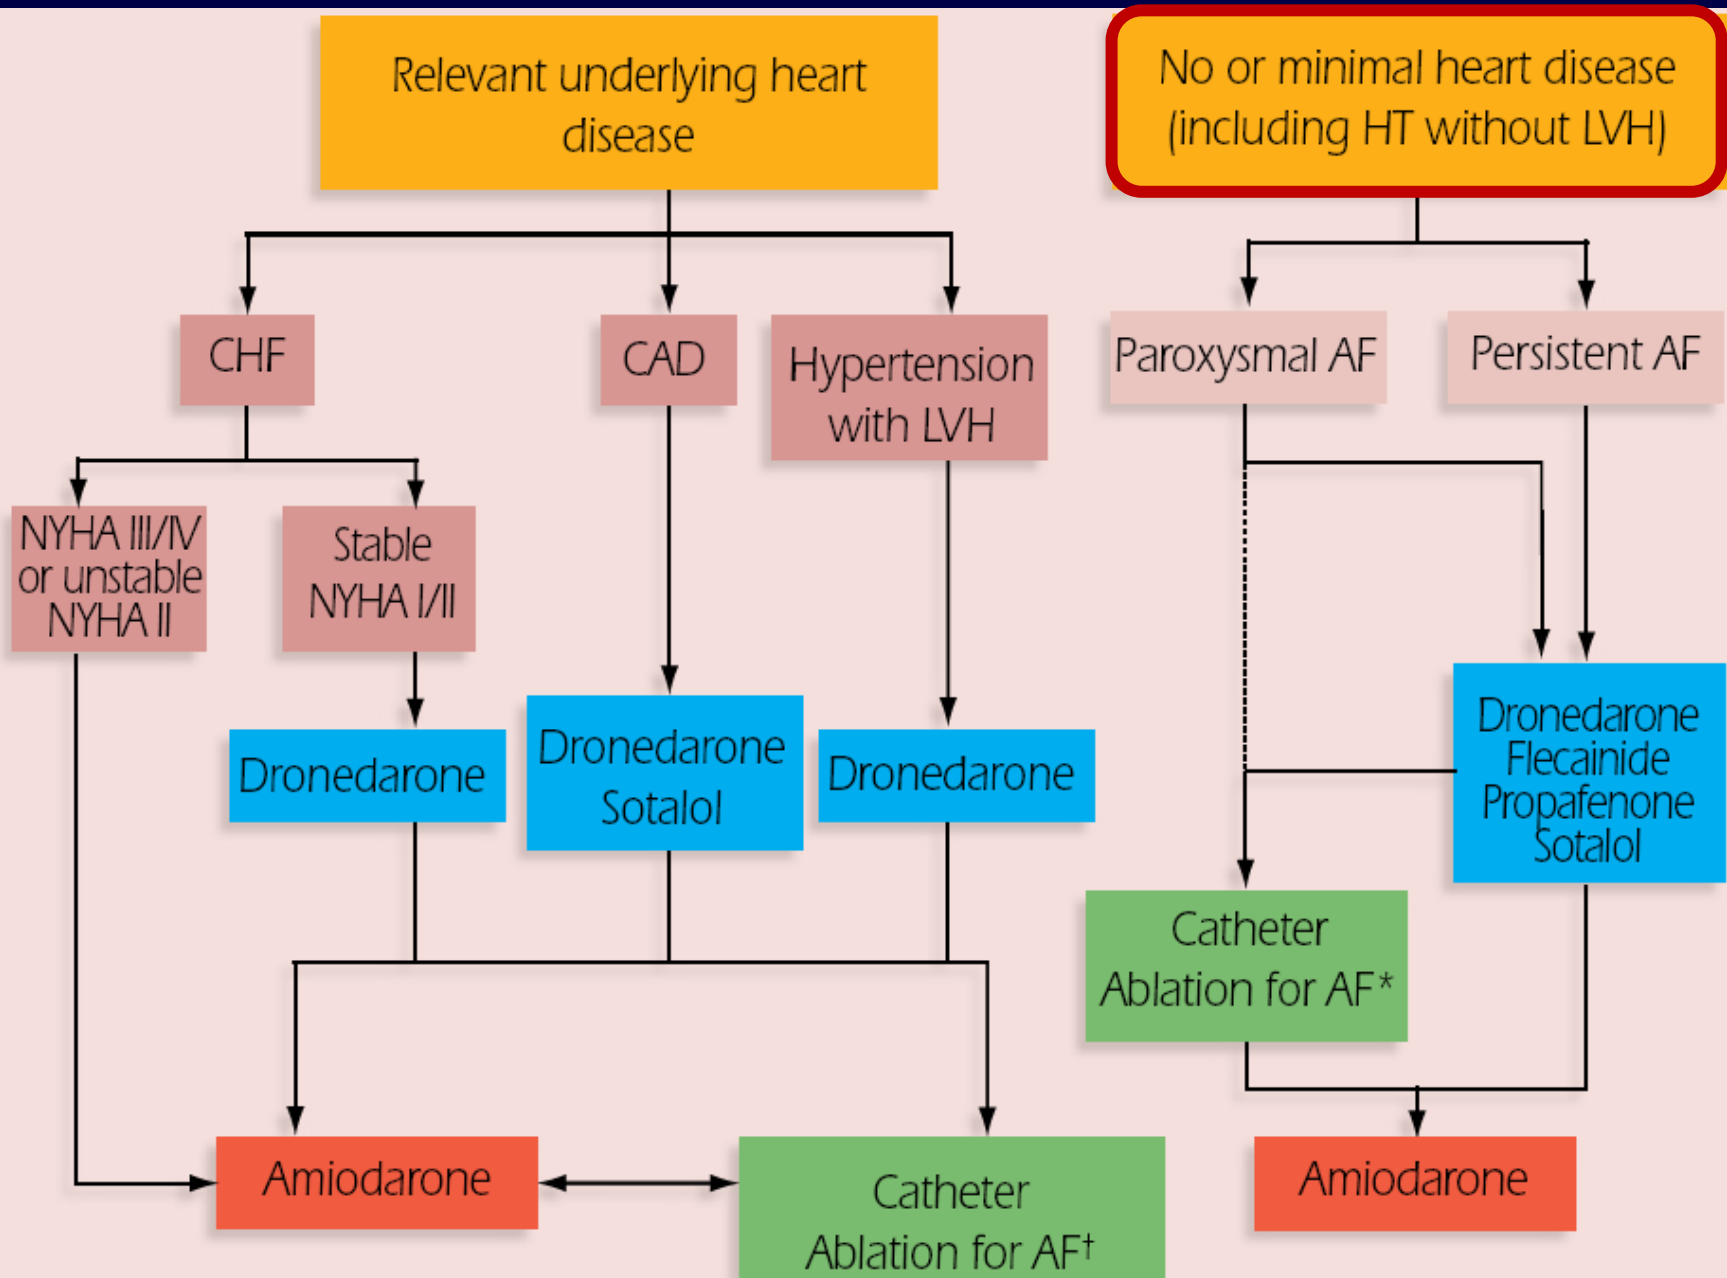 Relevant underlying heart
disease
No or minimal heart disease
(including HT without LVH)
CHF
CAD
Hypertension
with LVH
Paroxysmal AF
Persistent AF
NYHA III/IV
or unstable
NYHA II
Stable
NYHA I/II
Dronedarone
Dronedarone
Sotalol
Dronedarone
Dronedarone
Flecainide
Propafenone
Sotalol
Catheter
Ablation for AF*
Amiodarone
Catheter
Ablation for AF†
Amiodarone